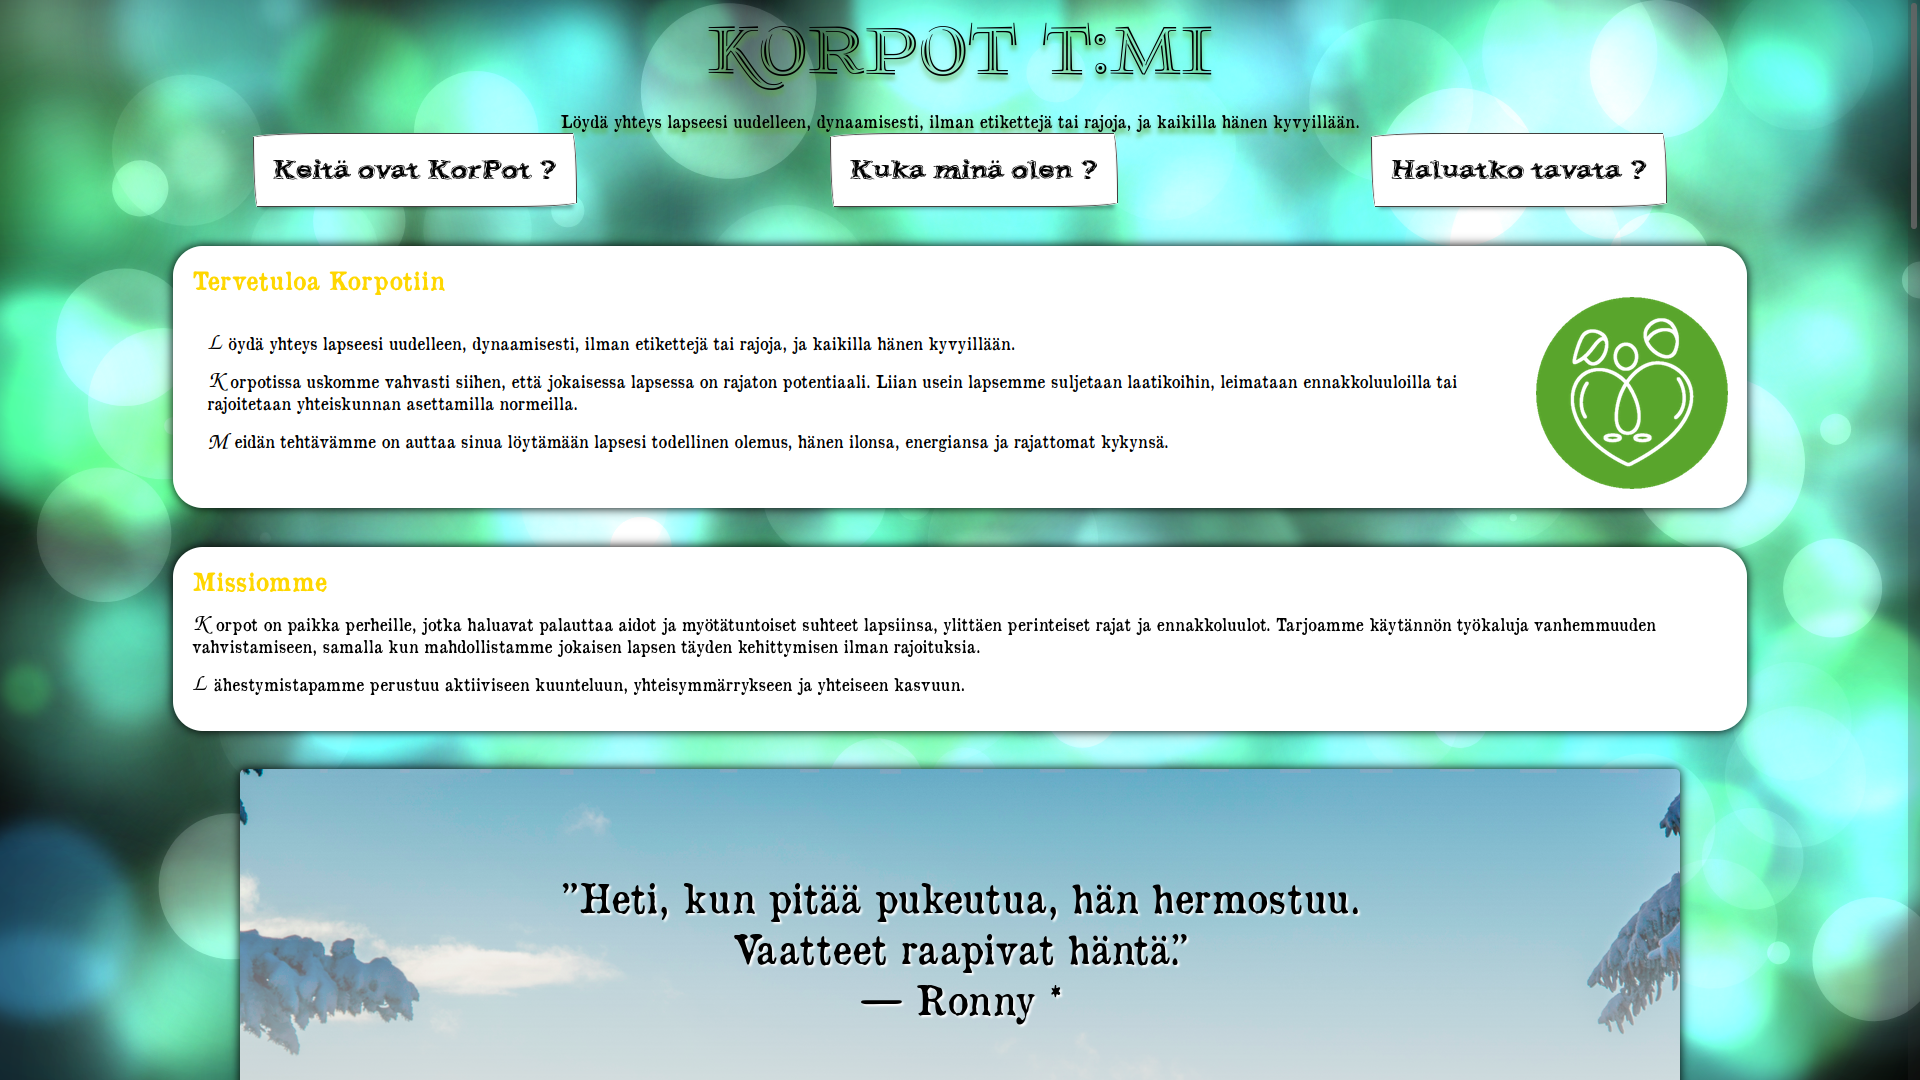 KORPOT T:MI
Löydä yhteys lapseesi uudelleen, dynaamisesti, ilman etikettejä tai rajoja, ja kaikilla hänen kyvyillään.
Keitä ovat KorPot ?
Kuka minä olen ?
Haluatko tavata ?
Tervetuloa Korpotiin
Löydä yhteys lapseesi uudelleen, dynaamisesti, ilman etikettejä tai rajoja, ja kaikilla hänen kyvyillään.
Korpotissa uskomme vahvasti siihen, että jokaisessa lapsessa on rajaton potentiaali. Liian usein lapsemme suljetaan laatikoihin, leimataan ennakkoluuloilla tai
rajoitetaan yhteiskunnan asettamilla normeilla.
Meidän tehtävämme on auttaa sinua löytämään lapsesi todellinen olemus, hänen ilonsa, energiansa ja rajattomat kykynsä.
Missiomme
Korpot on paikka perheille, jotka haluavat palauttaa aidot ja myötätuntoiset suhteet lapsiinsa, ylittäen perinteiset rajat ja ennakkoluulot. Tarjoamme käytännön työkaluja vanhemmuuden
vahvistamiseen, samalla kun mahdollistamme jokaisen lapsen täyden kehittymisen ilman rajoituksia.
Lähestymistapamme perustuu aktiiviseen kuunteluun, yhteisymmärrykseen ja yhteiseen kasvuun.
”Heti, kun pitää pukeutua, hän hermostuu.
Vaatteet raapivat häntä.”
— Ronny *